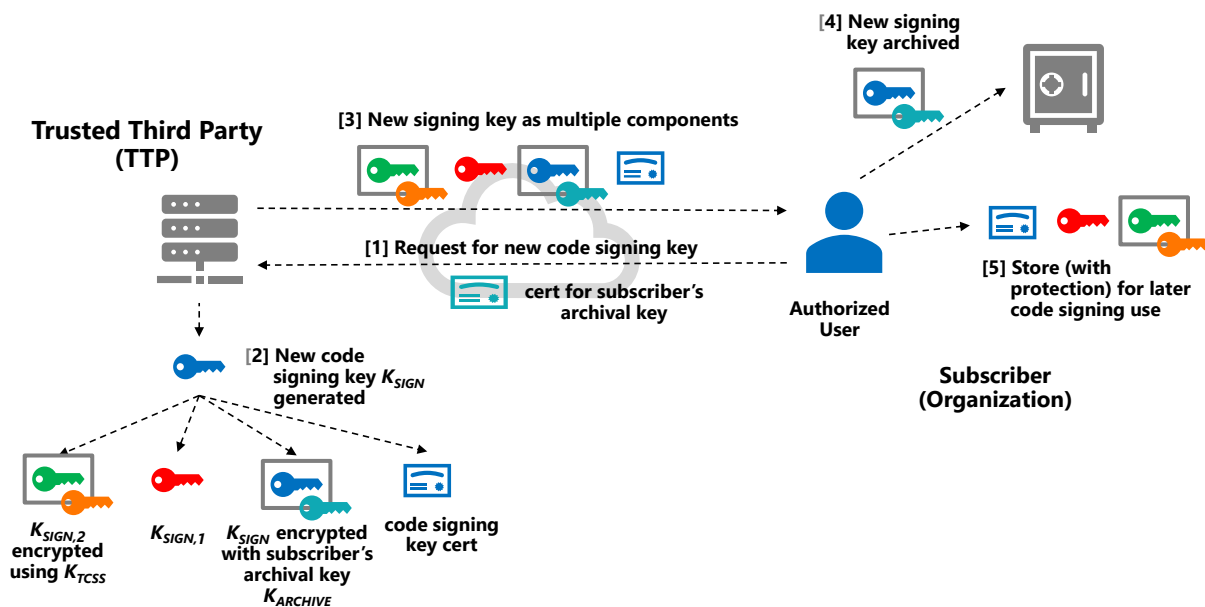 [4] New signing
key archived
[3] New signing key as multiple components
Trusted Third Party
(TTP)
[1] Request for new code signing key
cert for subscriber's
archival key
Authorized
User
[5] Store (with
protection) for later
code signing use
[2] New code
signing key K_SIGN
generated
Subscriber
(Organization)
K_SIGN,2
encrypted
using K_TCSS
K_SIGN,1
K_SIGN encrypted
with subscriber's
archival key
K_ARCHIVE
code signing
key cert